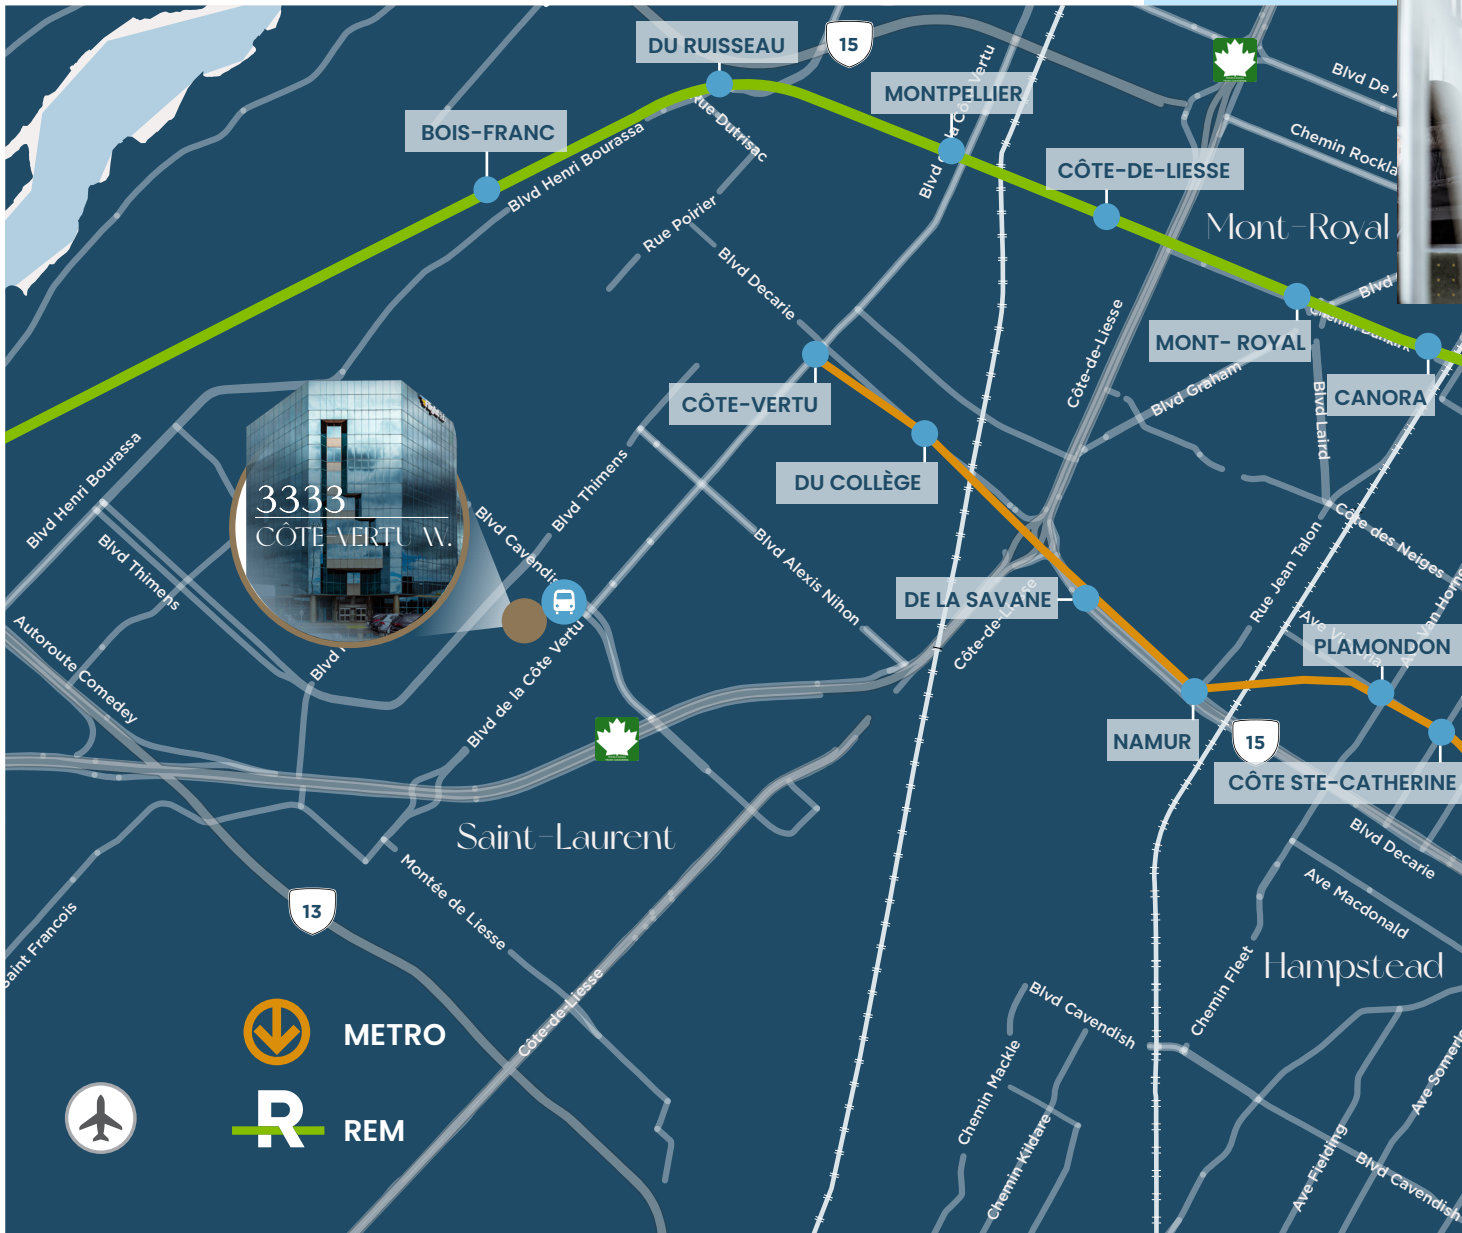 DU RUISSEAU
15
MONTPELLIER
BOIS-FRANC
CÔTE-DE-LIESSE
Mont-Royal
MONT- ROYAL
CANORA
CÔTE-VERTU
DU COLLÈGE
DE LA SAVANE
PLAMONDON
NAMUR
15
CÔTE STE-CATHERINE
3333
CÔTE VERTU W.
Saint-Laurent
Hampstead
13
METRO
REM
Blvd Henri Bourassa
Rue Dutrisac
Rue Poirier
Blvd Decarie
Côte-de-Liesse
Chemin Dunkirk
Blvd Graham
Blvd Laird
Côte des Neiges
Rue Jean Talon
Blvd Henri Bourassa
Blvd Thimens
Autoroute Comedey
Blvd Thimens
Blvd de la Côte Vertu
Blvd Alexis Nihon
Montée de Liesse
Côte-de-Liesse
Saint Francois
Blvd Decarie
Ave Macdonald
Chemin Fleet
Blvd Cavendish
Chemin Mackle
Chemin Kildare
Ave Fielding
Blvd Cavendish